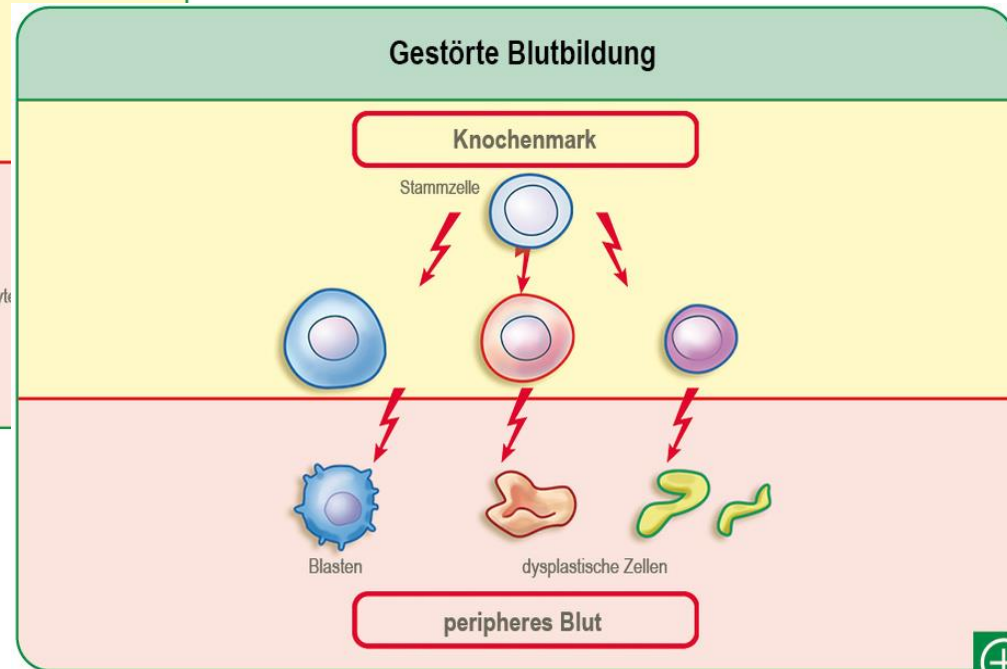 Gestörte Blutbildung
Knochenmark
Stammzelle
Blasten
dysplastische Zellen
peripheres Blut